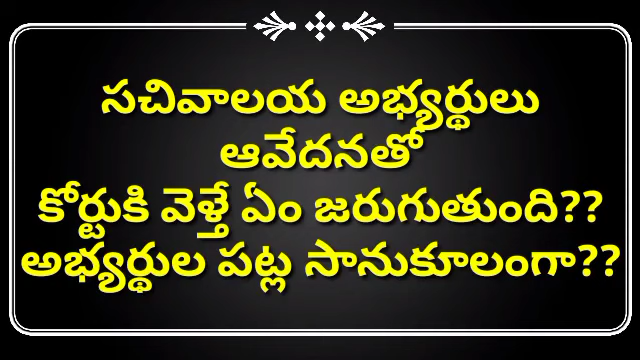 సచివాలయ అభ్యర్థులు
ఆవేదనతో
కోర్టుకి వెళ్తే ఏం జరుగుతుంది??
అభ్యర్థుల పట్ల సానుకూలంగా??